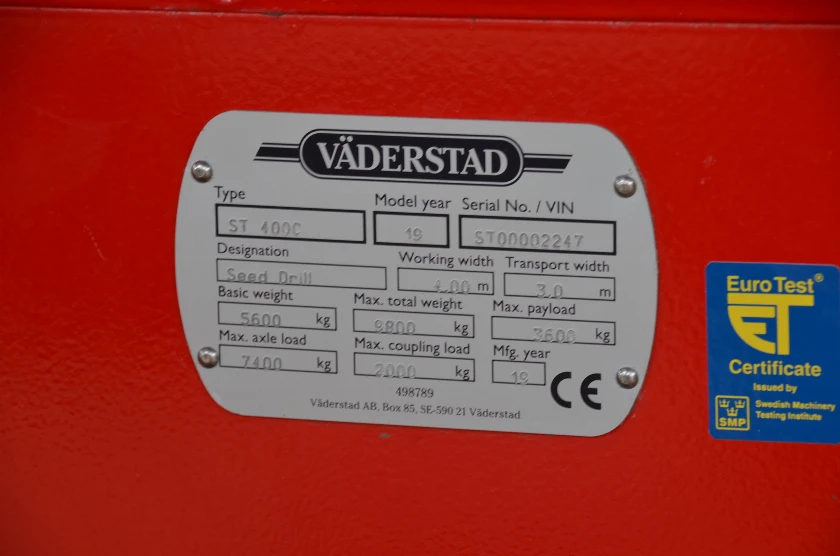 VÄDERSTAD
Type Model year Serial No. / VIN
ST 400C 19 ST00002247
Designation Working width Transport width
Seed Drill 4.00 m 3.0 m
Basic weight Max. total weight Max. payload
5600 kg 9800 kg 3600 kg
Max. axle load Max. coupling load Mfg. year
7400 kg 2000 kg 19
CE
498789
Väderstad AB, Box 85, SE-590 21 Väderstad
Euro Test®
ET
Certificate
Issued by
Swedish Machinery
Testing Institute
SMP